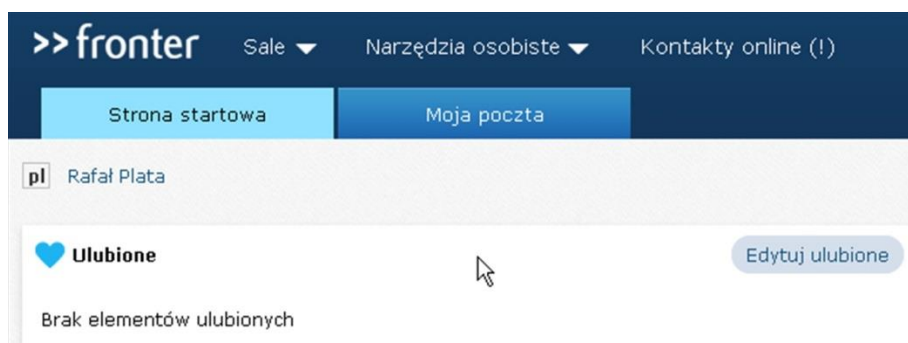 >>fronter Sale Narzędzia osobiste Kontakty online (!)
Strona startowa Moja poczta
pl Rafał Plata
Ulubione Edytuj ulubione
Brak elementów ulubionych